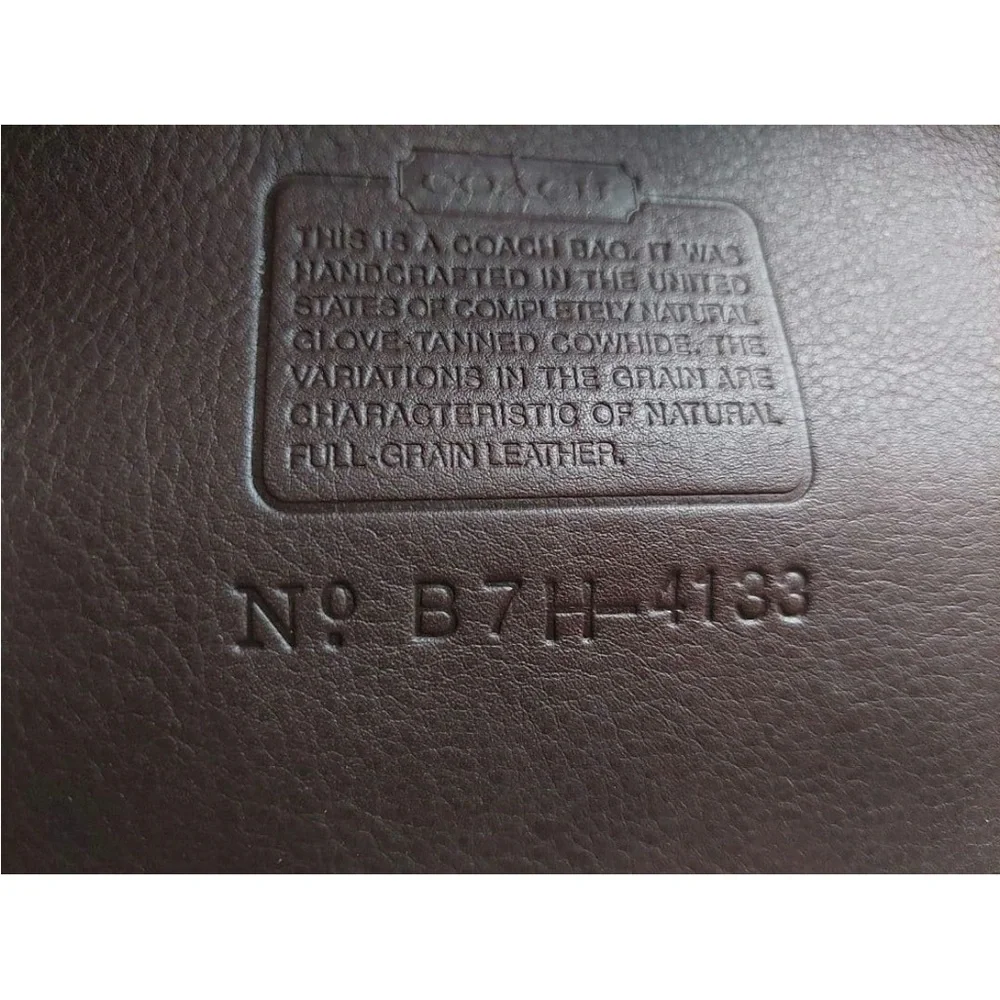 COACH
THIS IS A COACH BAG. IT WAS
HANDCRAFTED IN THE UNITED
STATES OF COMPLETELY NATURAL
GLOVE-TANNED COWHIDE. THE
VARIATIONS IN THE GRAIN ARE
CHARACTERISTIC OF NATURAL
FULL-GRAIN LEATHER.
Nº B7H-4133